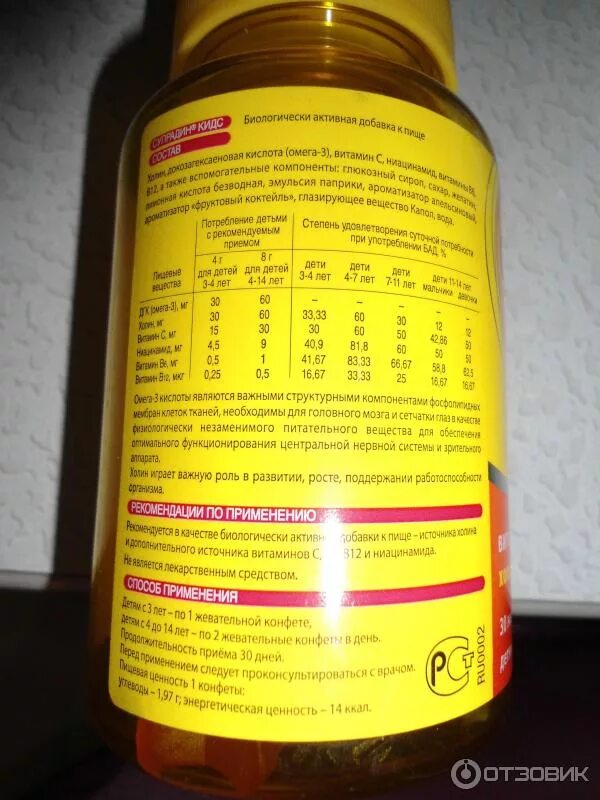 СУПРАДИН® КИДС
СОСТАВ
Биологически активная добавка к пище
Холин, докозагексаеновая кислота (омега-3), витамин С, ниацинамид, витамины В6,
В12, а также вспомогательные компоненты: глюкозный сироп, сахар, желатин,
лимонная кислота безводная, эмульсия паприки, ароматизатор апельсиновый,
ароматизатор «фруктовый коктейль», глазирующее вещество Капол, вода.
Пищевые вещества | Потребление детьми с рекомендуемым приемом | Степень удовлетворения суточной потребности при употреблении БАД, %
4 г для детей 3-4 лет | 8 г для детей 4-14 лет | дети 3-4 лет | дети 4-7 лет | дети 7-11 лет | дети 11-14 лет мальчики девочки
ДГК (омега-3), мг 30 60 – – – – –
Холин, мг 30 60 33,33 60 30 12 12
Витамин С, мг 15 30 30 60 50 42,86 50
Ниацинамид, мг 4,5 9 40,9 81,8 60 50 50
Витамин В6, мг 0,5 1 41,67 83,33 66,67 58,8 62,5
Витамин В12, мкг 0,25 0,5 16,67 33,33 25 16,67 16,67
Омега-3 кислоты являются важными структурными компонентами фосфолипидных
мембран клеток тканей, необходимы для головного мозга и сетчатки глаз в качестве
физиологически незаменимого питательного вещества для обеспечения
оптимального функционирования центральной нервной системы и зрительного
аппарата.
Холин играет важную роль в развитии, росте, поддержании работоспособности
организма.
РЕКОМЕНДАЦИИ ПО ПРИМЕНЕНИЮ
Рекомендуется в качестве биологически активной добавки к пище – источника холина
и дополнительного источника витаминов С, В12 и ниацинамида.
Не является лекарственным средством.
СПОСОБ ПРИМЕНЕНИЯ
Детям с 3 лет – по 1 жевательной конфете,
детям с 4 до 14 лет – по 2 жевательные конфеты в день.
Продолжительность приёма 30 дней.
Перед применением следует проконсультироваться с врачом.
Пищевая ценность 1 конфеты:
углеводы – 1,97 г; энергетическая ценность – 14 ккал.
РСТ
RU0002
30
ОТЗОВИК